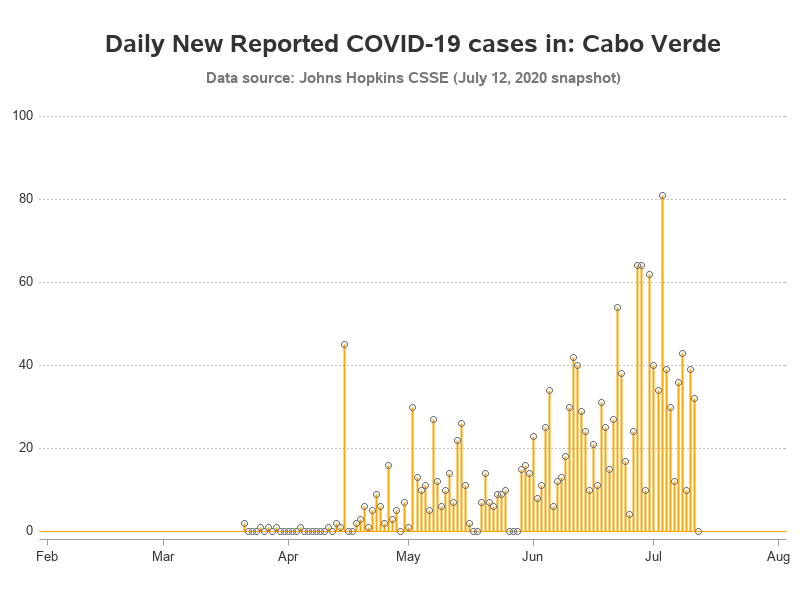 Daily New Reported COVID-19 cases in: Cabo Verde
Data source: Johns Hopkins CSSE (July 12, 2020 snapshot)
100
80
60
40
20
0
Feb Mar Apr May Jun Jul Aug